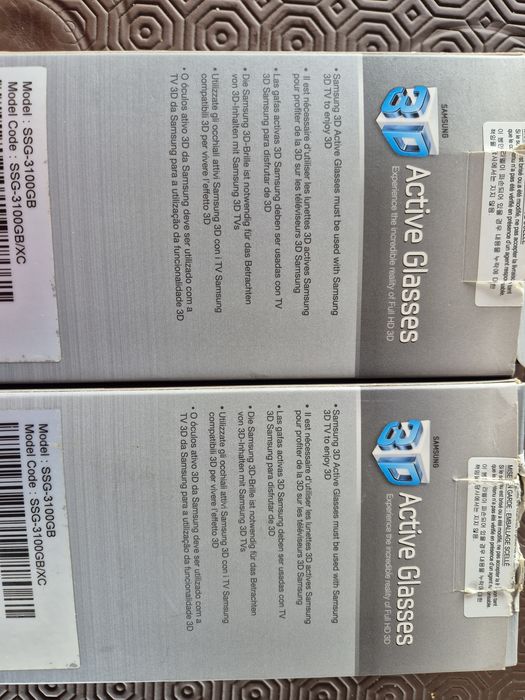 SAMSUNG
3D Active Glasses
Experience the incredible reality of Full HD 3D
• Samsung 3D Active Glasses must be used with Samsung
3D TV to enjoy 3D
• Il est nécessaire d'utiliser les lunettes 3D actives Samsung
pour profiter de la 3D sur les téléviseurs 3D Samsung
• Las gafas activas 3D Samsung deben ser usadas con TV
3D Samsung para disfrutar de 3D
• Die Samsung 3D-Brille ist notwendig für das Betrachten
von 3D-Inhalten mit Samsung 3D TVs
• Utilizzate gli occhiali attivi Samsung 3D con i TV Samsung
compatibili 3D per vivere l'effetto 3D
• O óculos ativo 3D da Samsung deve ser utilizado com a
TV 3D da Samsung para a utilização da funcionalidade 3D
Model : SSG-3100GB
Model Code : SSG-3100GB/XC
SAMSUNG
3D Active Glasses
Experience the incredible reality of Full HD 3D
MISE GARDE : EMBALLAGE SCELLÉ
• Samsung 3D Active Glasses must be used with Samsung
3D TV to enjoy 3D
• Il est nécessaire d'utiliser les lunettes 3D actives Samsung
pour profiter de la 3D sur les téléviseurs 3D Samsung
• Las gafas activas 3D Samsung deben ser usadas con TV
3D Samsung para disfrutar de 3D
• Die Samsung 3D-Brille ist notwendig für das Betrachten
von 3D-Inhalten mit Samsung 3D TVs
• Utilizzate gli occhiali attivi Samsung 3D con i TV Samsung
compatibili 3D per vivere l'effetto 3D
• O óculos ativo 3D da Samsung deve ser utilizado com a
TV 3D da Samsung para a utilização da funcionalidade 3D
Model : SSG-3100GB
Model Code : SSG-3100GB/XC